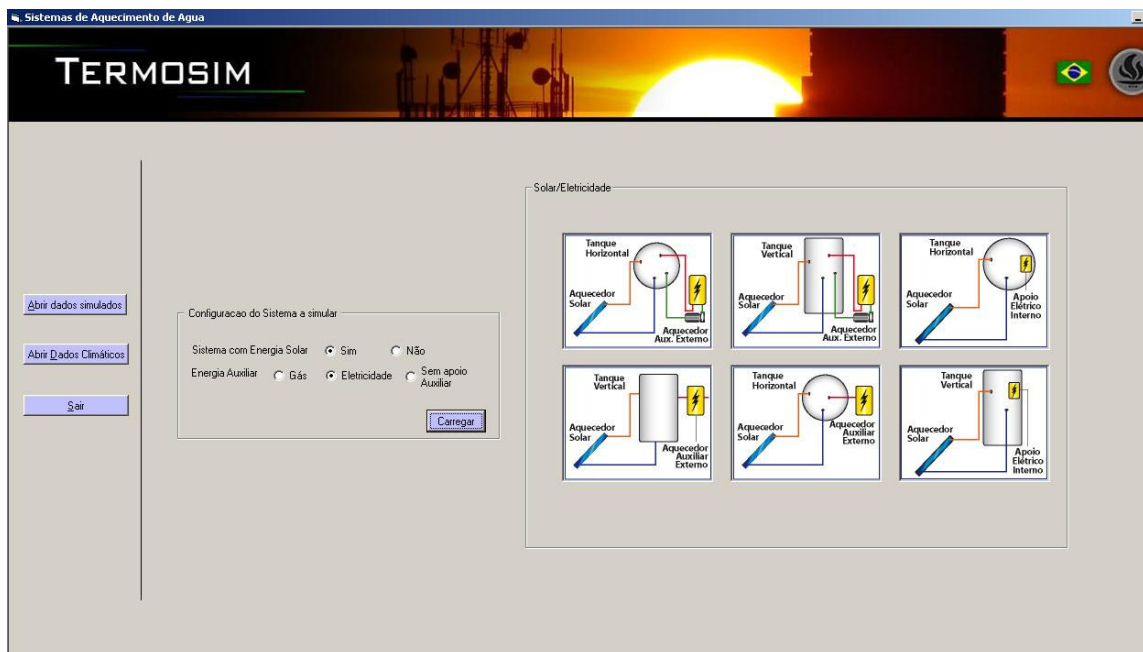 Sistemas de Aquecimento de Agua
TERMOSIM
Abrir dados simulados
Abrir Dados Climáticos
Sair
Configuracao do Sistema a simular
Sistema com Energia Solar Sim Não
Energia Auxiliar Gás Eletricidade Sem apoio
Auxiliar
Carregar
Solar/Eletricidade
Tanque
Horizontal
Aquecedor
Solar
Aquecedor
Aux. Externo
Tanque
Vertical
Aquecedor
Solar
Aquecedor
Aux. Externo
Tanque
Horizontal
Aquecedor
Solar
Apoio
Elétrico
Interno
Tanque
Vertical
Aquecedor
Solar
Aquecedor
Auxiliar
Externo
Tanque
Horizontal
Aquecedor
Solar
Aquecedor
Auxiliar
Externo
Tanque
Vertical
Aquecedor
Solar
Apoio
Elétrico
Interno